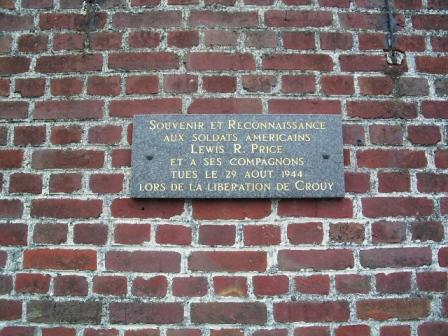 SOUVENIR ET RECONNAISSANCE
AUX SOLDATS AMERICAINS
LEWIS R. PRICE
ET A SES COMPAGNONS
TUES LE 29 AOUT 1944
LORS DE LA LIBERATION DE CROUY